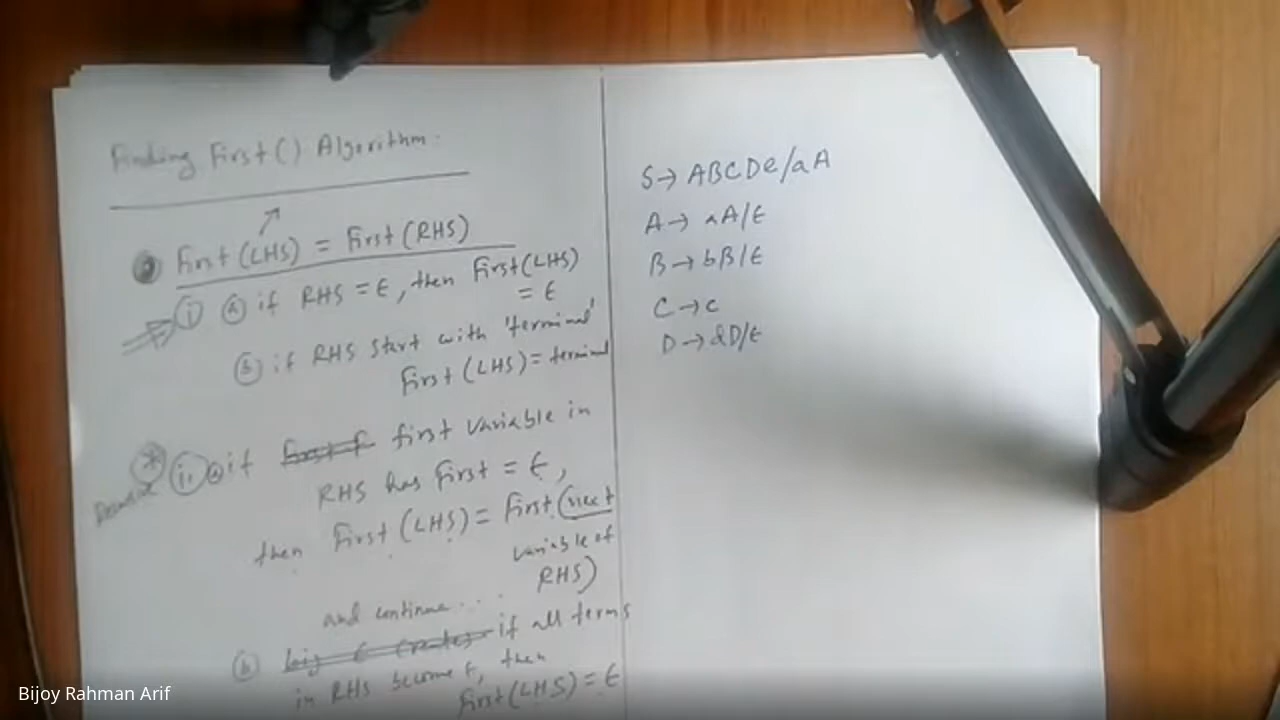 Finding First() Algorithm.
First(LHS) = First(RHS)
i a if RHS = ε, then First(LHS)
= ε
b if RHS start with 'terminal'
First(LHS) = terminal
* ii a if first f first variable in
RHS has First = ε,
then First (LHS) = First (next
variable of
RHS)
and continue ...
b if all terms
in RHS become ε, then
First(LHS) = ε
S → ABCDe/aA
A → aA/ε
B → bB/ε
C → c
D → dD/ε
Bijoy Rahman Arif